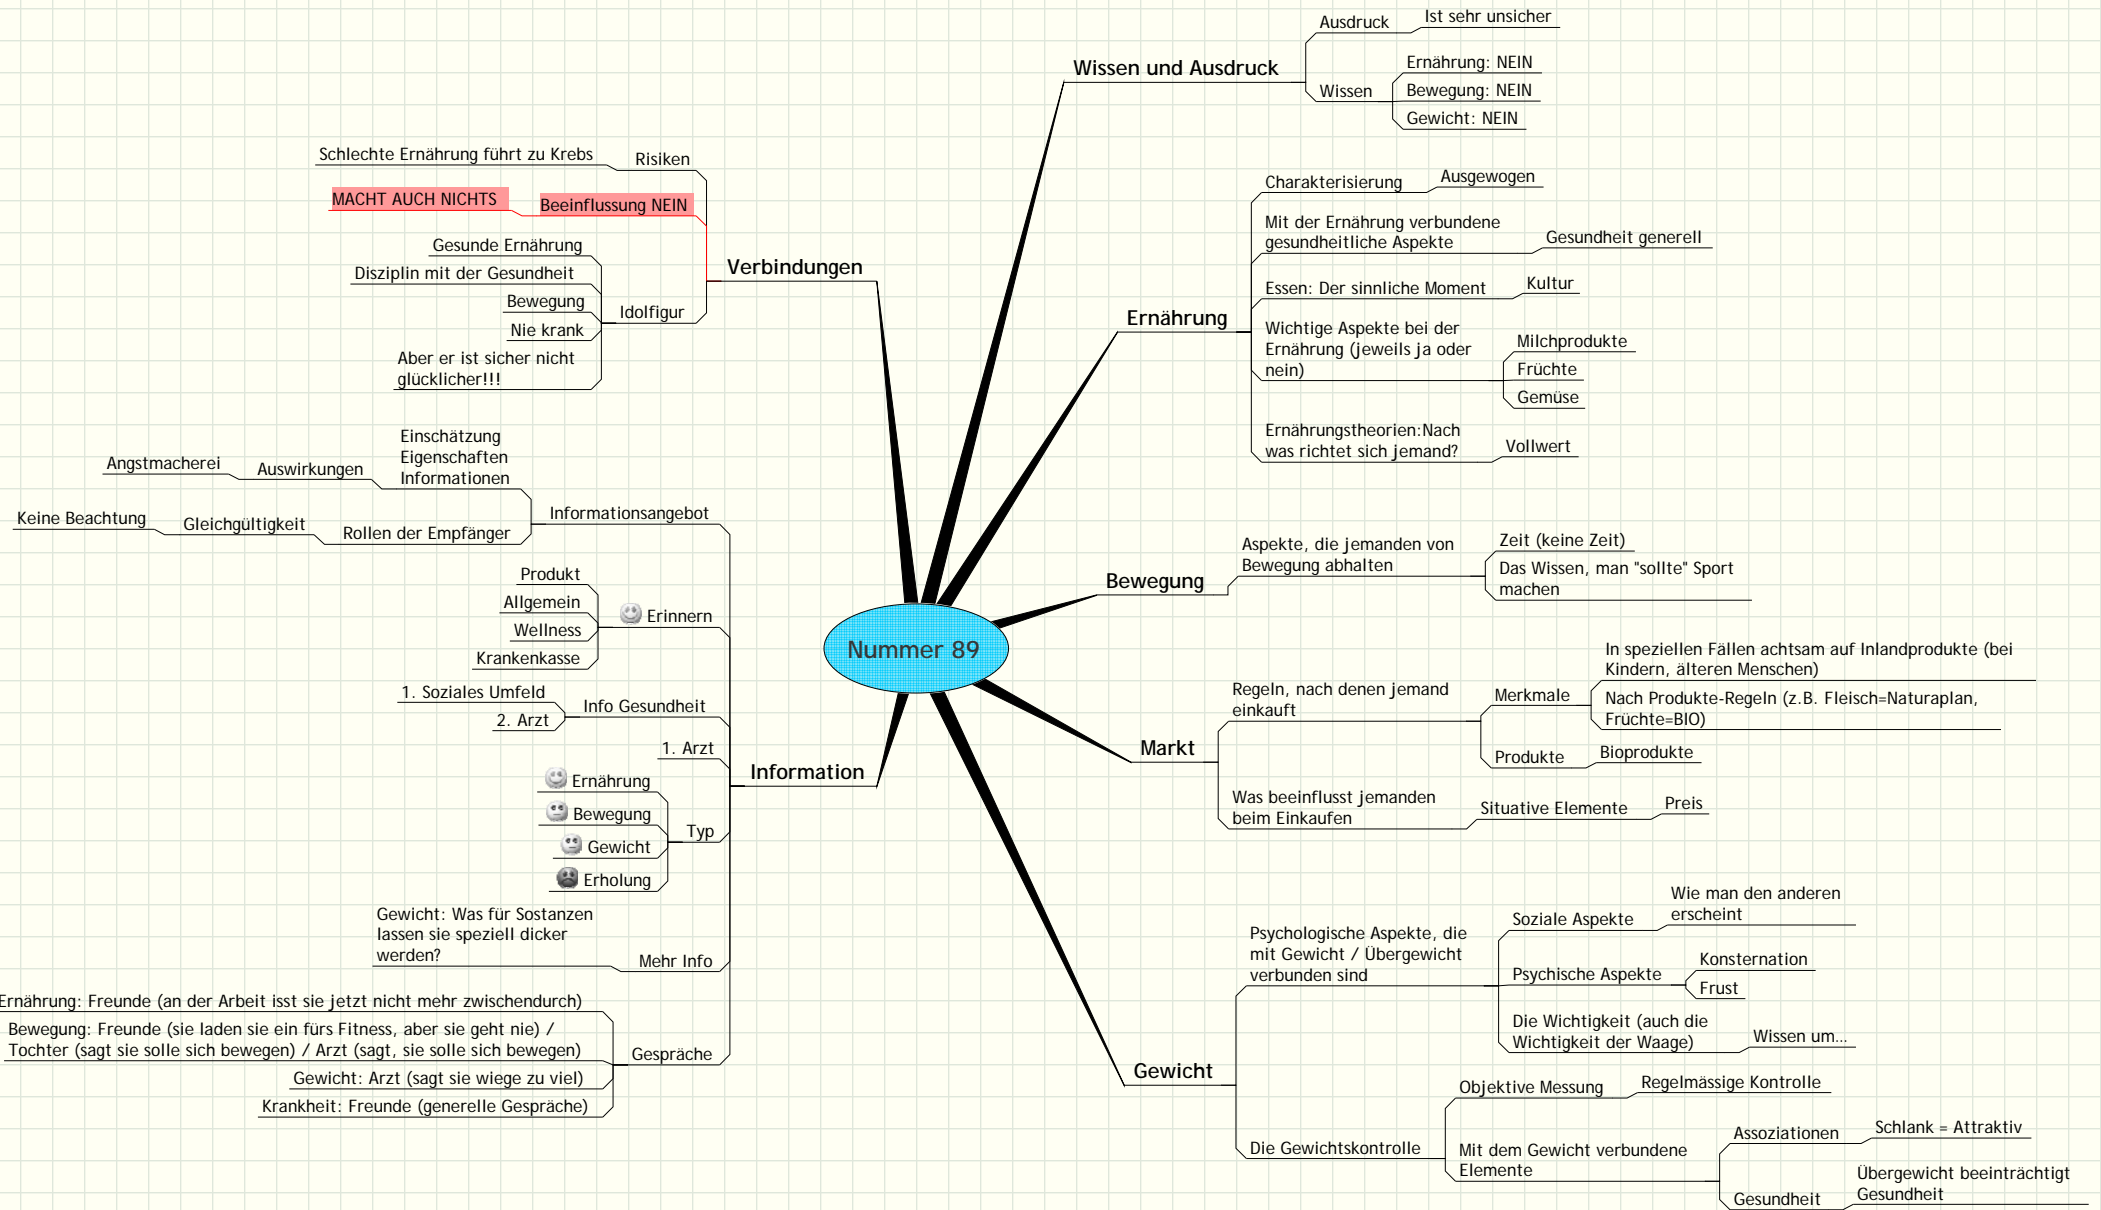 Nummer 89
Wissen und Ausdruck
Ausdruck
Ist sehr unsicher
Wissen
Ernährung: NEIN
Bewegung: NEIN
Gewicht: NEIN
Ernährung
Charakterisierung
Ausgewogen
Mit der Ernährung verbundene
gesundheitliche Aspekte
Gesundheit generell
Essen: Der sinnliche Moment
Kultur
Wichtige Aspekte bei der
Ernährung (jeweils ja oder
nein)
Milchprodukte
Früchte
Gemüse
Ernährungstheorien:Nach
was richtet sich jemand?
Vollwert
Bewegung
Aspekte, die jemanden von
Bewegung abhalten
Zeit (keine Zeit)
Das Wissen, man "sollte" Sport
machen
Markt
Regeln, nach denen jemand
einkauft
Merkmale
In speziellen Fällen achtsam auf Inlandprodukte (bei
Kindern, älteren Menschen)
Nach Produkte-Regeln (z.B. Fleisch=Naturaplan,
Früchte=BIO)
Produkte
Bioprodukte
Was beeinflusst jemanden
beim Einkaufen
Situative Elemente
Preis
Gewicht
Psychologische Aspekte, die
mit Gewicht / Übergewicht
verbunden sind
Soziale Aspekte
Wie man den anderen
erscheint
Psychische Aspekte
Konsternation
Frust
Die Wichtigkeit (auch die
Wichtigkeit der Waage)
Wissen um...
Die Gewichtskontrolle
Objektive Messung
Regelmässige Kontrolle
Mit dem Gewicht verbundene
Elemente
Assoziationen
Schlank = Attraktiv
Gesundheit
Übergewicht beeinträchtigt
Gesundheit
Verbindungen
Risiken
Schlechte Ernährung führt zu Krebs
Beeinflussung NEIN
MACHT AUCH NICHTS
Idolfigur
Gesunde Ernährung
Disziplin mit der Gesundheit
Bewegung
Nie krank
Aber er ist sicher nicht
glücklicher!!!
Information
Informationsangebot
Einschätzung
Eigenschaften
Informationen
Auswirkungen
Angstmacherei
Rollen der Empfänger
Gleichgültigkeit
Keine Beachtung
Erinnern
Produkt
Allgemein
Wellness
Krankenkasse
Info Gesundheit
1. Soziales Umfeld
2. Arzt
1. Arzt
Typ
Ernährung
Bewegung
Gewicht
Erholung
Mehr Info
Gewicht: Was für Sostanzen
lassen sie speziell dicker
werden?
Gespräche
Ernährung: Freunde (an der Arbeit isst sie jetzt nicht mehr zwischendurch)
Bewegung: Freunde (sie laden sie ein fürs Fitness, aber sie geht nie) /
Tochter (sagt sie solle sich bewegen) / Arzt (sagt, sie solle sich bewegen)
Gewicht: Arzt (sagt sie wiege zu viel)
Krankheit: Freunde (generelle Gespräche)